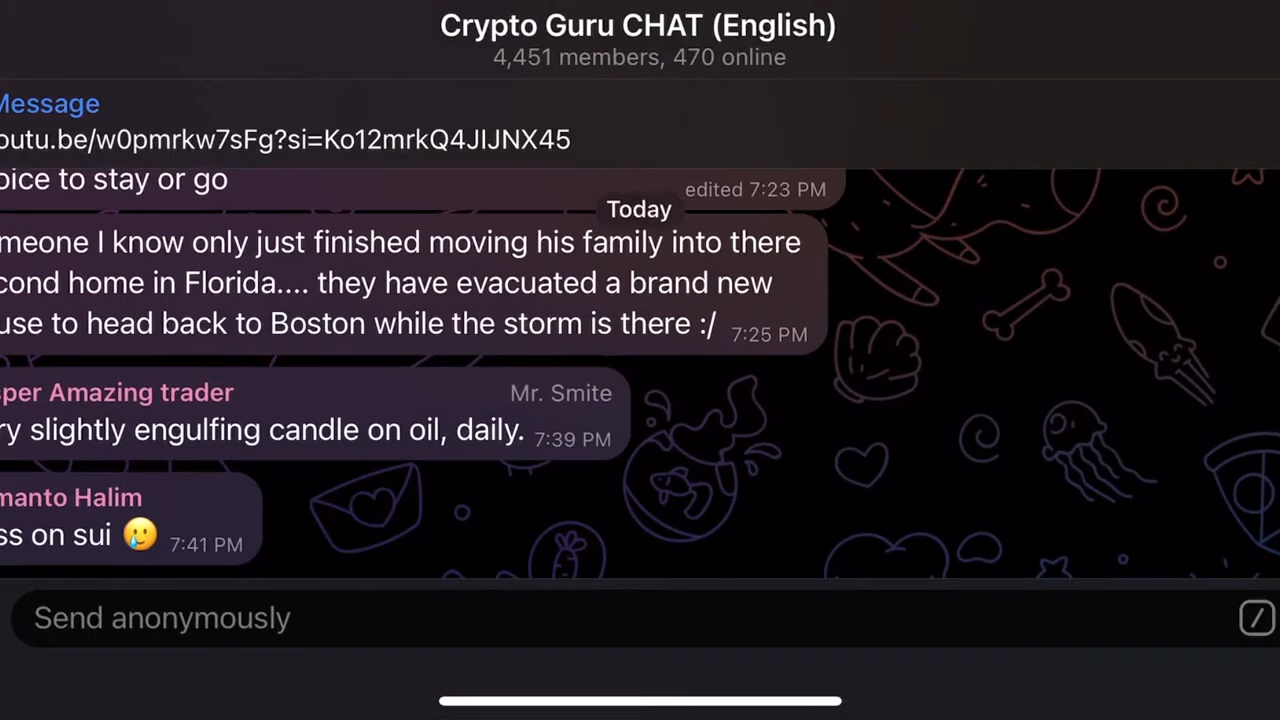 Crypto Guru CHAT (English)
4,451 members, 470 online
Message
outu.be/w0pmrkw7sFg?si=Ko12mrkQ4JIJNX45
oice to stay or go
edited 7:23 PM
Today
meone I know only just finished moving his family into there
cond home in Florida.... they have evacuated a brand new
use to head back to Boston while the storm is there :/ 7:25 PM
sper Amazing trader Mr. Smite
ry slightly engulfing candle on oil, daily. 7:39 PM
manto Halim
ss on sui 🥲 7:41 PM
Send anonymously